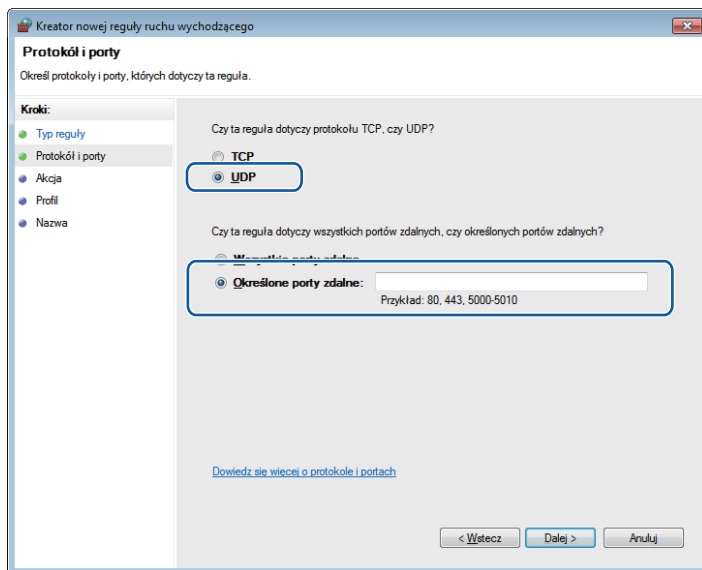 Kreator nowej reguły ruchu wychodzącego
Protokół i porty
Określ protokoły i porty, których dotyczy ta reguła.
Kroki:
Typ reguły
Protokół i porty
Akcja
Profil
Nazwa
Czy ta reguła dotyczy protokołu TCP, czy UDP?
TCP
UDP
Czy ta reguła dotyczy wszystkich portów zdalnych, czy określonych portów zdalnych?
Wszystkie porty zdalne
Określone porty zdalne:
Przykład: 80, 443, 5000-5010
Dowiedz się więcej o protokole i portach
< Wstecz
Dalej >
Anuluj